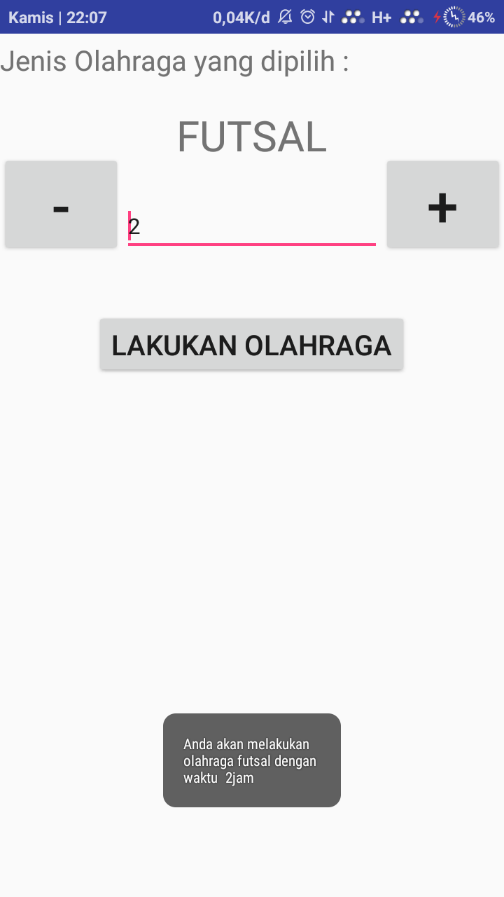 Kamis | 22:07 0,04K/d H+ 46%
Jenis Olahraga yang dipilih :
FUTSAL
- 2 +
LAKUKAN OLAHRAGA
Anda akan melakukan
olahraga futsal dengan
waktu  2jam